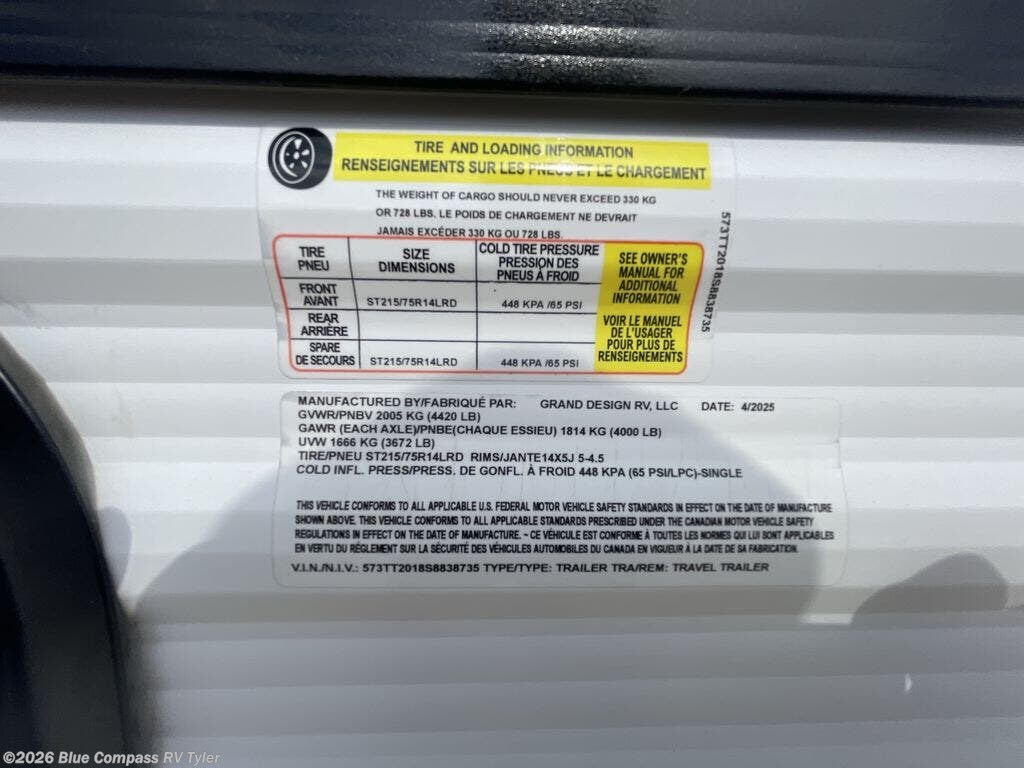 TIRE AND LOADING INFORMATION
RENSEIGNEMENTS SUR LES PNEUS ET LE CHARGEMENT
THE WEIGHT OF CARGO SHOULD NEVER EXCEED 330 KG
OR 728 LBS. LE POIDS DE CHARGEMENT NE DEVRAIT
JAMAIS EXCÉDER 330 KG OU 728 LBS.
TIRE
PNEU
SIZE
DIMENSIONS
COLD TIRE PRESSURE
PRESSION DES
PNEUS À FROID
FRONT
AVANT
ST215/75R14LRD
448 KPA /65 PSI
REAR
ARRIÈRE
SPARE
DE SECOURS
ST215/75R14LRD
448 KPA /65 PSI
SEE OWNER'S
MANUAL FOR
ADDITIONAL
INFORMATION
VOIR LE MANUEL
DE L'USAGER
POUR PLUS DE
RENSEIGNEMENTS
573TT2018S8838735
MANUFACTURED BY/FABRIQUÉ PAR: GRAND DESIGN RV, LLC DATE: 4/2025
GVWR/PNBV 2005 KG (4420 LB)
GAWR (EACH AXLE)/PNBE(CHAQUE ESSIEU) 1814 KG (4000 LB)
UVW 1666 KG (3672 LB)
TIRE/PNEU ST215/75R14LRD RIMS/JANTE14X5J 5-4.5
COLD INFL. PRESS/PRESS. DE GONFL. À FROID 448 KPA (65 PSI/LPC)-SINGLE
THIS VEHICLE CONFORMS TO ALL APPLICABLE U.S. FEDERAL MOTOR VEHICLE SAFETY STANDARDS IN EFFECT ON THE DATE OF MANUFACTURE
SHOWN ABOVE. THIS VEHICLE CONFORMS TO ALL APPLICABLE STANDARDS PRESCRIBED UNDER THE CANADIAN MOTOR VEHICLE SAFETY
REGULATIONS IN EFFECT ON THE DATE OF MANUFACTURE. ~ CE VÉHICULE EST CONFORME À TOUTES LES NORMES QUI LUI SONT APPLICABLES
EN VERTU DU RÉGLEMENT SUR LA SÉCURITÉ DES VÉHICULES AUTOMOBILES DU CANADA EN VIGUEUR À LA DATE DE SA FABRICATION.
V.I.N./N.I.V.: 573TT2018S8838735 TYPE/TYPE: TRAILER TRA/REM: TRAVEL TRAILER
©2026 Blue Compass RV Tyler